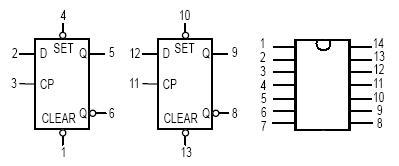 4
10
2 D SET Q 5
12 D SET Q 9
3 CP
11 CP
CLEAR Q 6
CLEAR Q 8
1
13
1 14
2 13
3 12
4 11
5 10
6 9
7 8